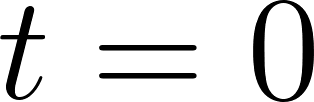 t = 0